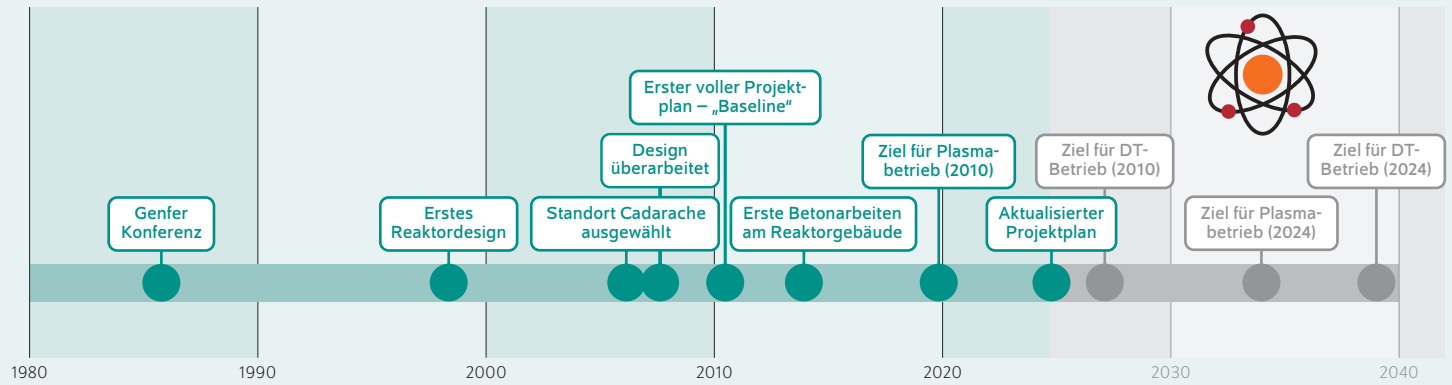 Erster voller Projekt-
plan – „Baseline“
Design
überarbeitet
Ziel für Plasma-
betrieb (2010)
Ziel für DT-
Betrieb (2010)
Ziel für DT-
Betrieb (2024)
Genfer
Konferenz
Erstes
Reaktordesign
Standort Cadarache
ausgewählt
Erste Betonarbeiten
am Reaktorgebäude
Aktualisierter
Projektplan
Ziel für Plasma-
betrieb (2024)
1980 1990 2000 2010 2020 2030 2040